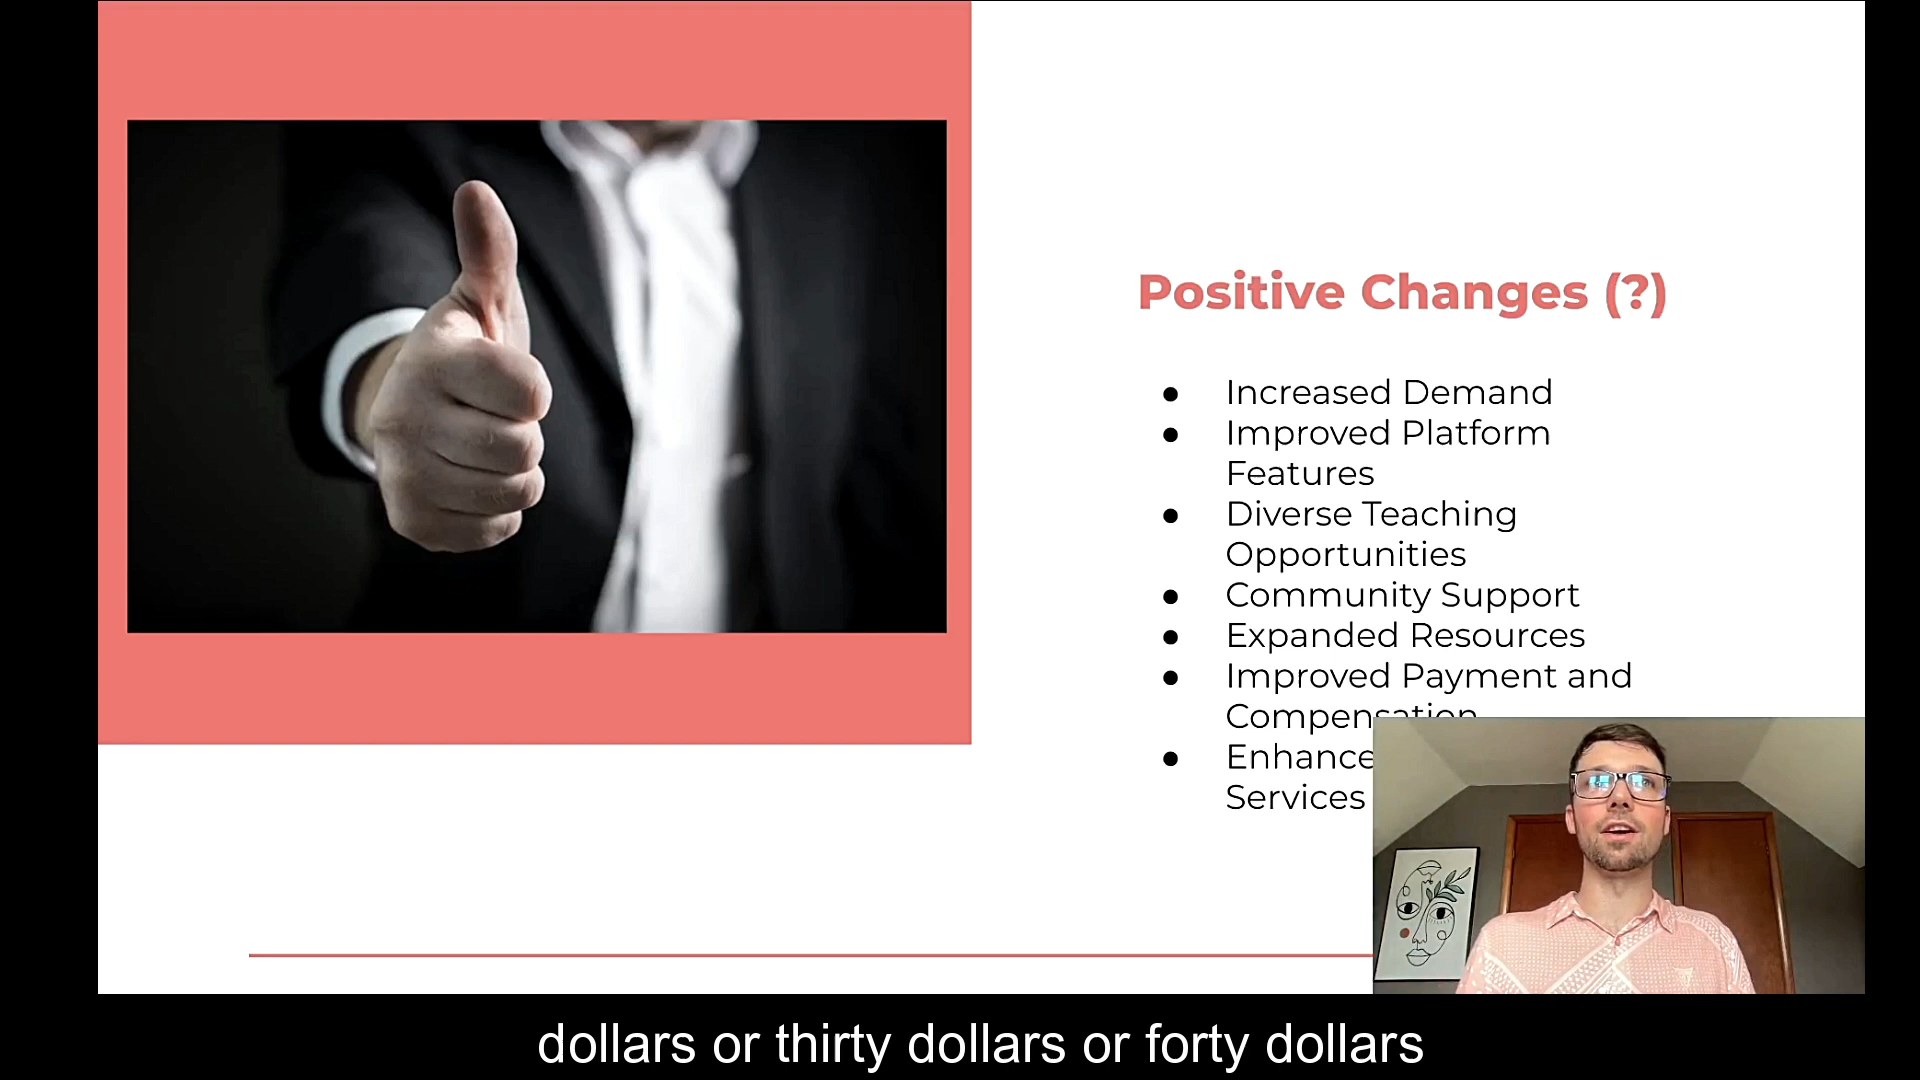 Positive Changes (?)
● Increased Demand
● Improved Platform
Features
● Diverse Teaching
Opportunities
● Community Support
● Expanded Resources
● Improved Payment and
Compensation
● Enhance
Services
dollars or thirty dollars or forty dollars